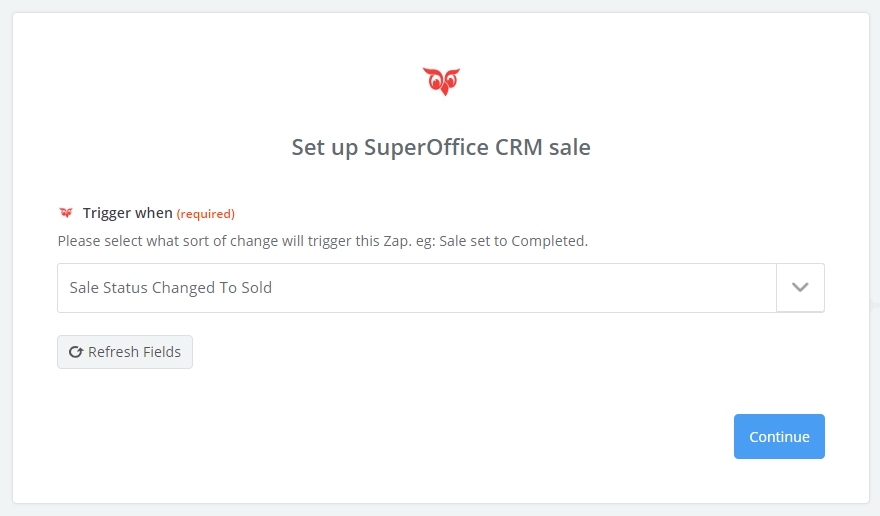 Set up SuperOffice CRM sale
Trigger when (required)
Please select what sort of change will trigger this Zap. eg: Sale set to Completed.
Sale Status Changed To Sold
Refresh Fields
Continue